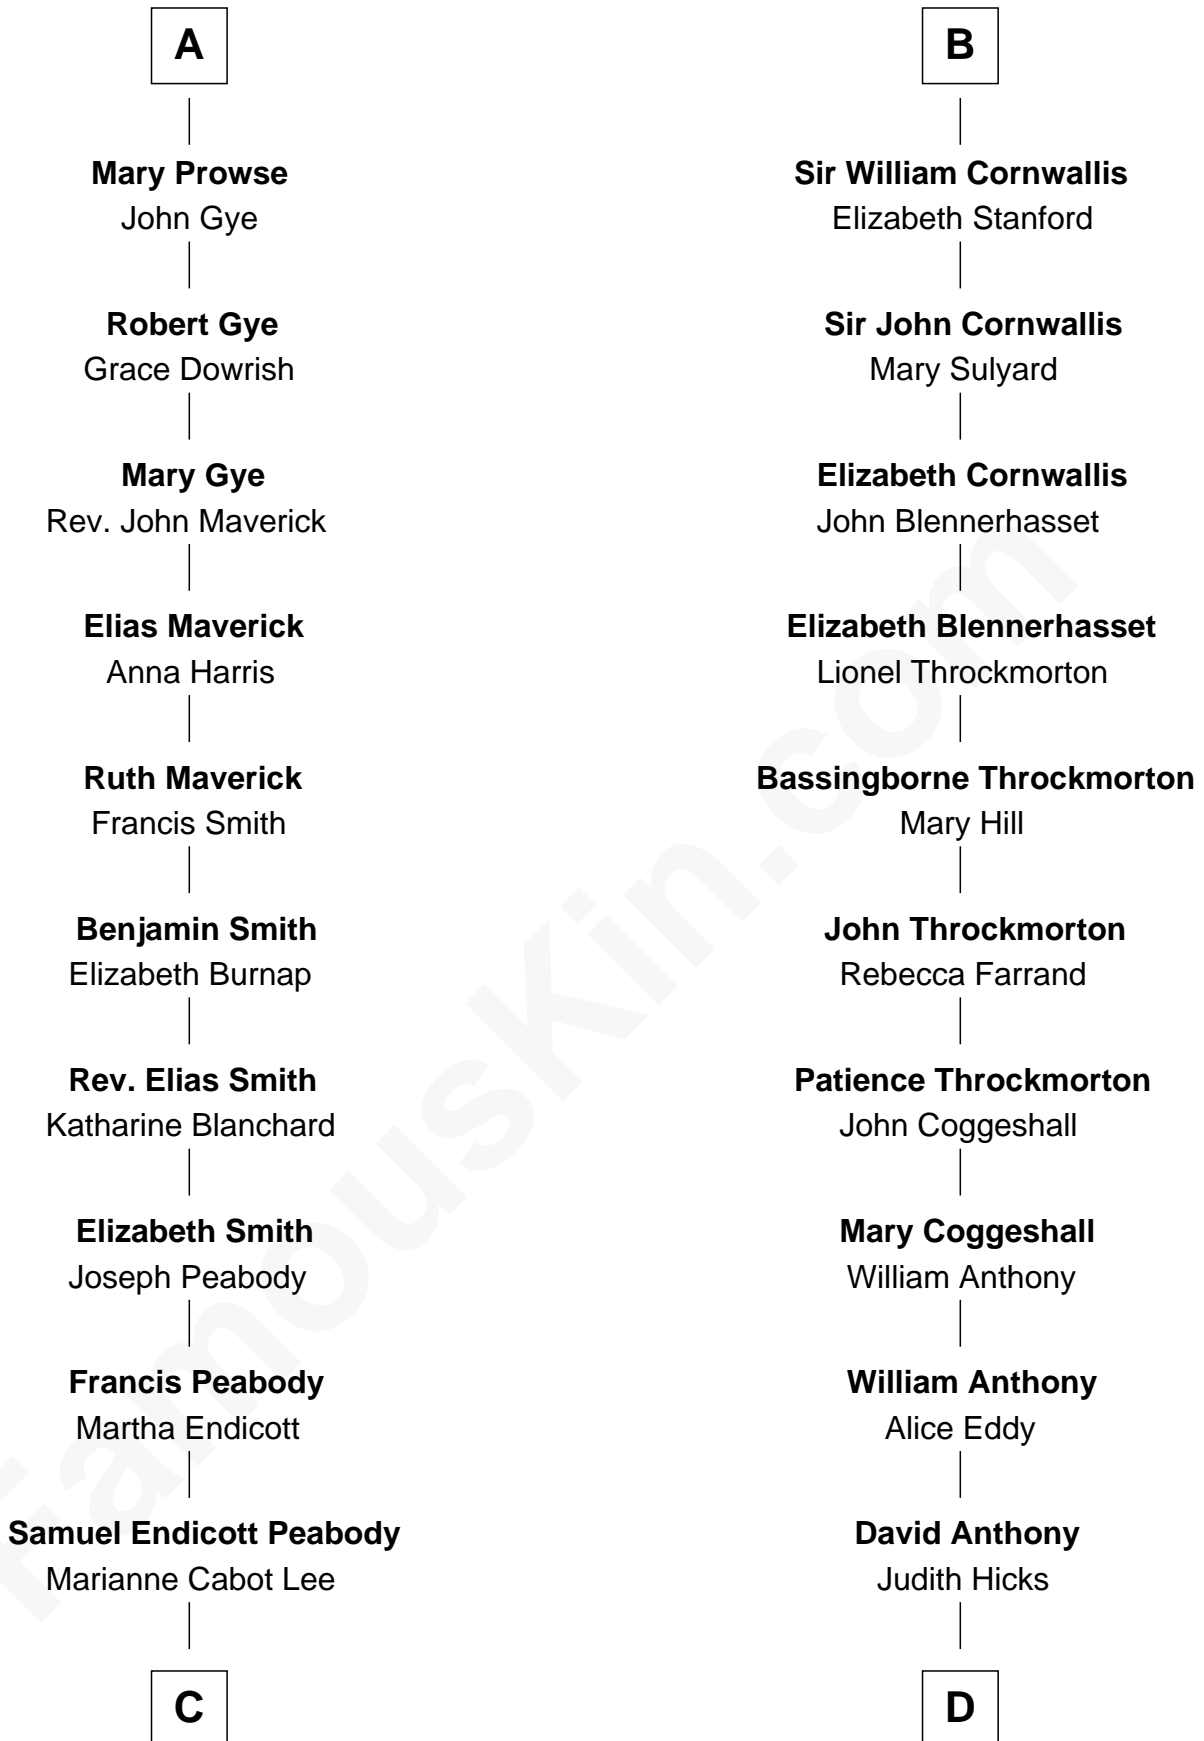 A
Mary Prowse
John Gye
Robert Gye
Grace Dowrish
Mary Gye
Rev. John Maverick
Elias Maverick
Anna Harris
Ruth Maverick
Francis Smith
Benjamin Smith
Elizabeth Burnap
Rev. Elias Smith
Katharine Blanchard
Elizabeth Smith
Joseph Peabody
Francis Peabody
Martha Endicott
Samuel Endicott Peabody
Marianne Cabot Lee
C
B
Sir William Cornwallis
Elizabeth Stanford
Sir John Cornwallis
Mary Sulyard
Elizabeth Cornwallis
John Blennerhasset
Elizabeth Blennerhasset
Lionel Throckmorton
Bassingborne Throckmorton
Mary Hill
John Throckmorton
Rebecca Farrand
Patience Throckmorton
John Coggeshall
Mary Coggeshall
William Anthony
William Anthony
Alice Eddy
David Anthony
Judith Hicks
D
FamousKin.com